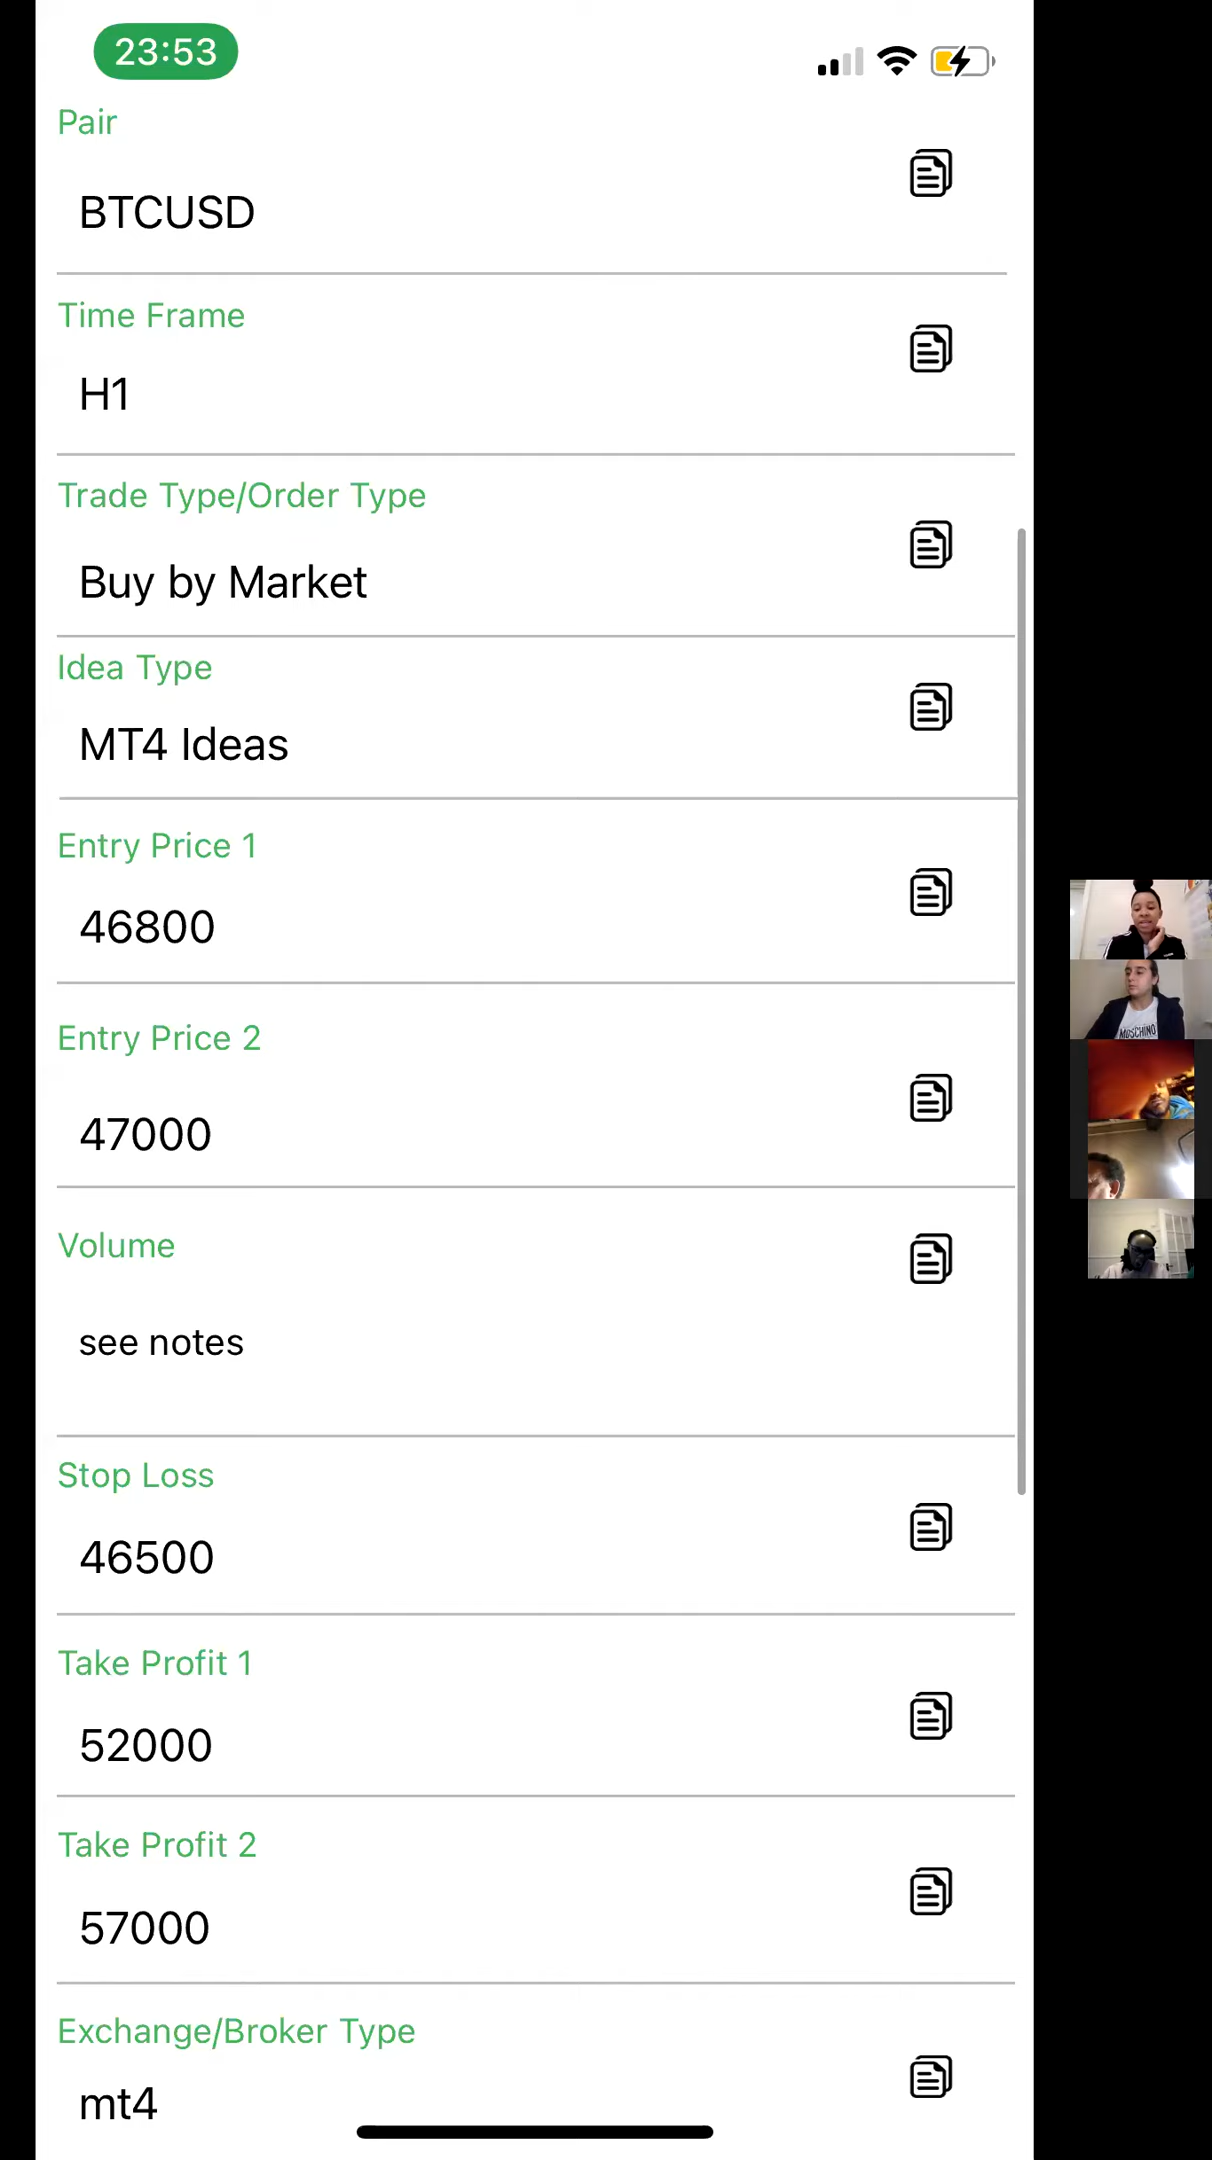 23:53
Pair
BTCUSD
Time Frame
H1
Trade Type/Order Type
Buy by Market
Idea Type
MT4 Ideas
Entry Price 1
46800
Entry Price 2
47000
Volume
see notes
Stop Loss
46500
Take Profit 1
52000
Take Profit 2
57000
Exchange/Broker Type
mt4
MOSCHINO